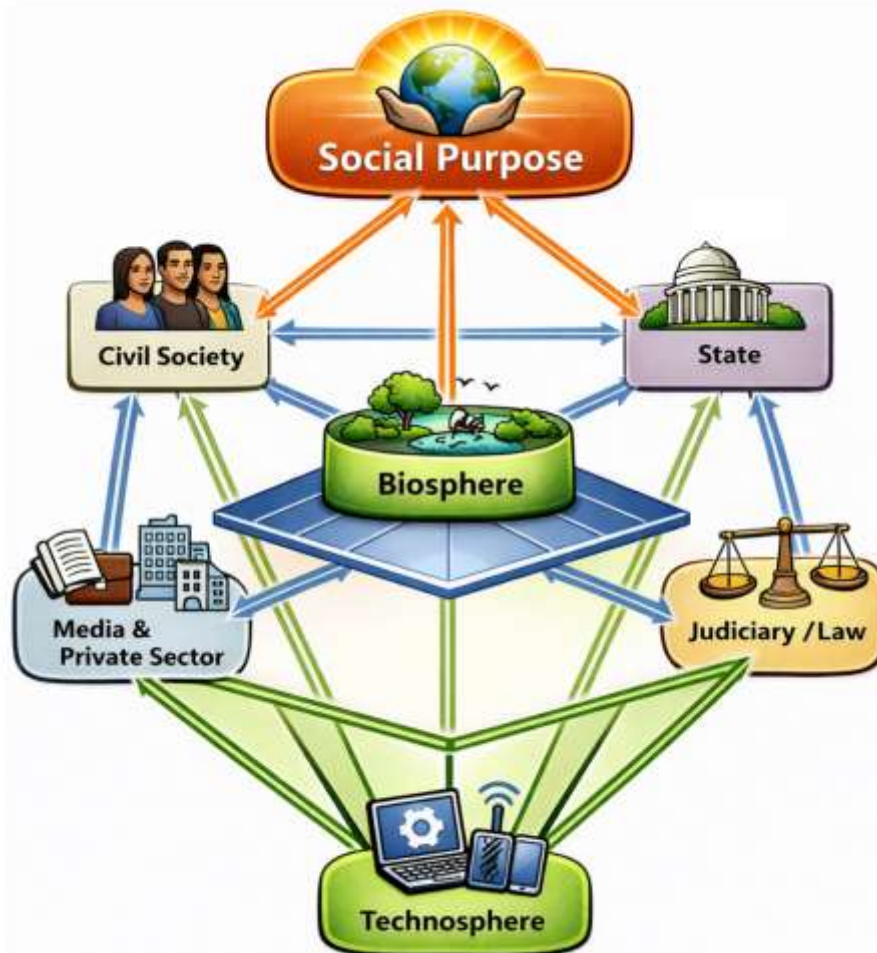 Social Purpose
Civil Society
State
Biosphere
Media &
Private Sector
Judiciary / Law
Technosphere